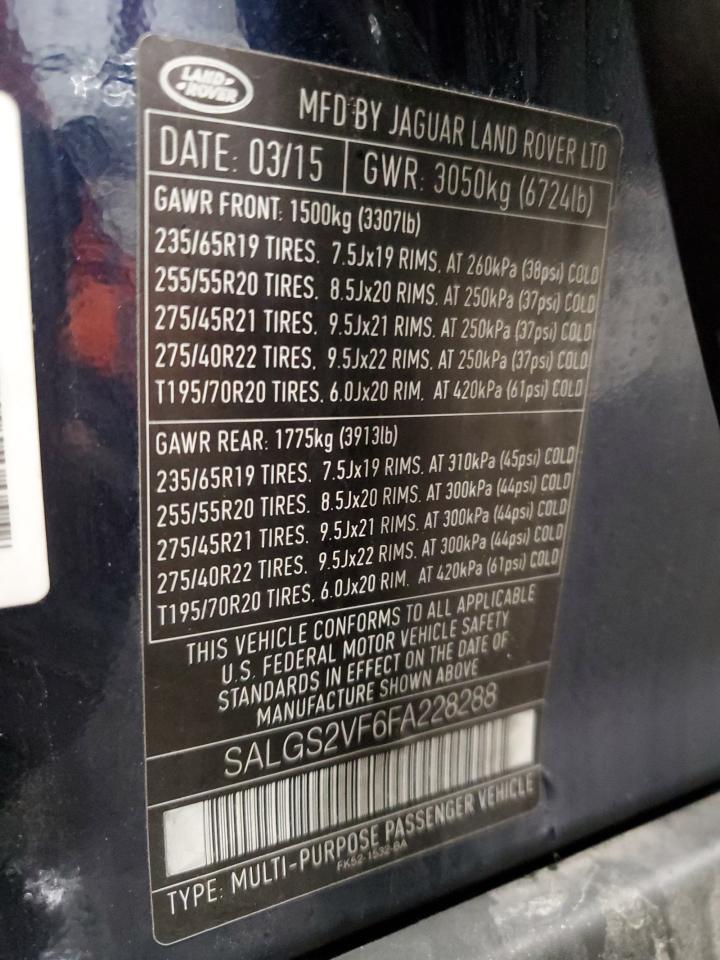 LAND ROVER
MFD BY JAGUAR LAND ROVER LTD
DATE: 03/15 GWR: 3050kg (6724lb)
GAWR FRONT: 1500kg (3307lb)
235/65R19 TIRES, 7.5Jx19 RIMS, AT 260kPa (38psi) COLD
255/55R20 TIRES, 8.5Jx20 RIMS, AT 250kPa (37psi) COLD
275/45R21 TIRES, 9.5Jx21 RIMS, AT 250kPa (37psi) COLD
275/40R22 TIRES, 9.5Jx22 RIMS, AT 250kPa (37psi) COLD
T195/70R20 TIRES, 6.0Jx20 RIM, AT 420kPa (61psi) COLD
GAWR REAR: 1775kg (3913lb)
235/65R19 TIRES, 7.5Jx19 RIMS, AT 310kPa (45psi) COLD
255/55R20 TIRES, 8.5Jx20 RIMS, AT 300kPa (44psi) COLD
275/45R21 TIRES, 9.5Jx21 RIMS, AT 300kPa (44psi) COLD
275/40R22 TIRES, 9.5Jx22 RIMS, AT 300kPa (44psi) COLD
T195/70R20 TIRES, 6.0Jx20 RIM, AT 420kPa (61psi) COLD
THIS VEHICLE CONFORMS TO ALL APPLICABLE
U.S. FEDERAL MOTOR VEHICLE SAFETY
STANDARDS IN EFFECT ON THE DATE OF
MANUFACTURE SHOWN ABOVE
SALGS2VF6FA228288
TYPE: MULTI-PURPOSE PASSENGER VEHICLE
FK52-1532-BA